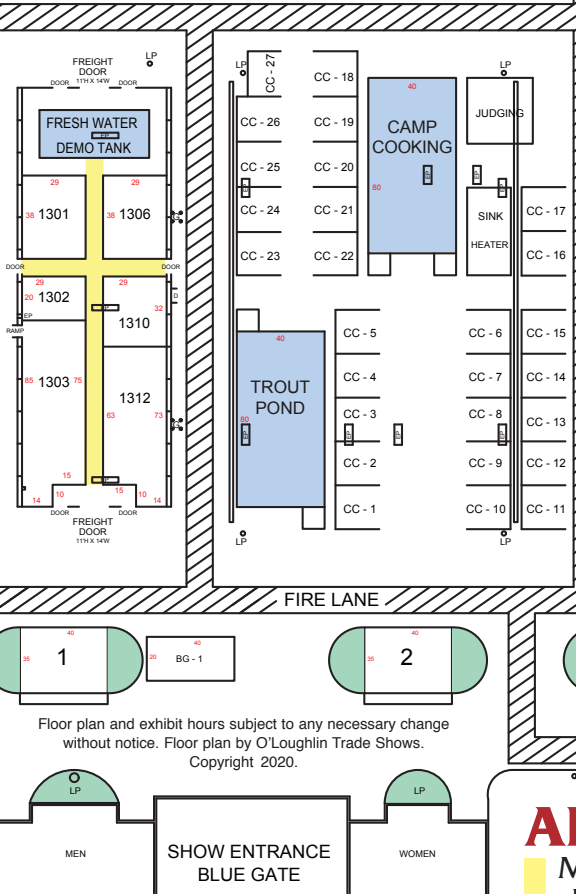 FREIGHT
DOOR
11'H X 14'W
DOOR
DOOR
LP
FRESH WATER
EP
DEMO TANK
29
29
38
1301
38
1306
DOOR
DOOR
29
29
20
1302
D
EP
EP
32
1310
RAMP
85
1303
75
1312
63
73
15
EP
15
14
10
10
14
DOOR
DOOR
FREIGHT
DOOR
11'H X 14'W
LP
CC - 27
CC - 18
CC - 26
CC - 19
CC - 25
CC - 20
EP
CC - 24
CC - 21
CC - 23
CC - 22
40
CAMP
COOKING
80
EP
LP
JUDGING
EP
EP
SINK
HEATER
CC - 17
CC - 16
40
TROUT
POND
80
EP
CC - 5
CC - 4
CC - 3
EP
EP
CC - 2
CC - 1
CC - 6
CC - 7
CC - 8
EP
CC - 9
CC - 10
CC - 15
CC - 14
CC - 13
CC - 12
CC - 11
LP
LP
FIRE LANE
40
35
1
40
20
BG - 1
40
35
2
Floor plan and exhibit hours subject to any necessary change
without notice. Floor plan by O'Loughlin Trade Shows.
Copyright 2020.
LP
LP
MEN
SHOW ENTRANCE
BLUE GATE
WOMEN